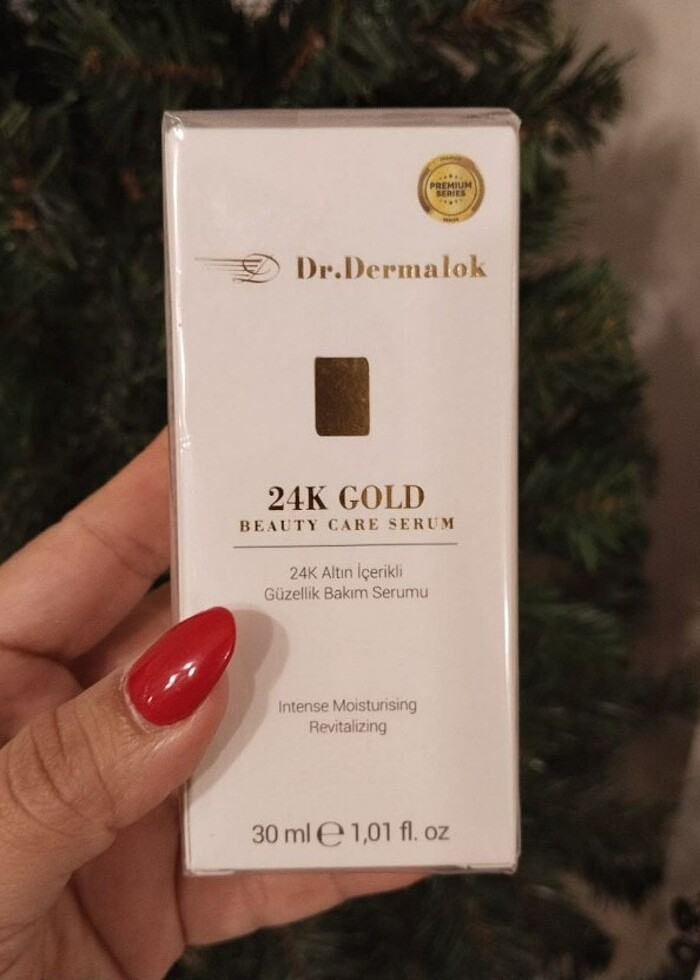 PREMIUM
SERIES
Dr.Dermalok
24K GOLD
BEAUTY CARE SERUM
24K Altın İçerikli
Güzellik Bakım Serumu
Intense Moisturising
Revitalizing
30 ml ℮ 1,01 fl. oz